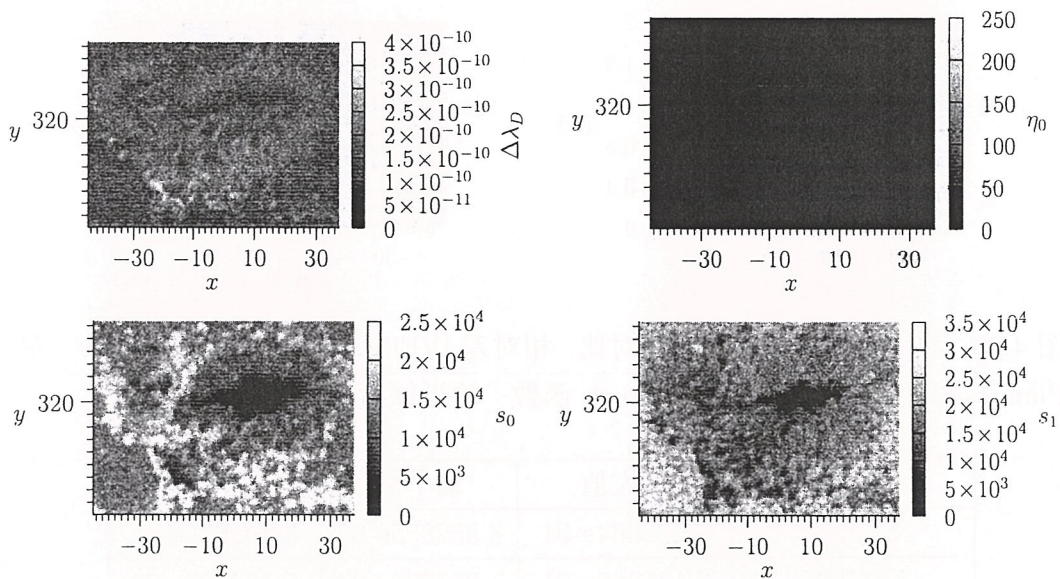 4×10⁻¹⁰
3.5×10⁻¹⁰
3×10⁻¹⁰
2.5×10⁻¹⁰
2×10⁻¹⁰
1.5×10⁻¹⁰
1×10⁻¹⁰
5×10⁻¹¹
0
Δλ_D
y 320
−30 −10 10 30
x
250
200
150
100
50
0
η₀
y 320
−30 −10 10 30
x
2.5×10⁴
2×10⁴
1.5×10⁴
1×10⁴
5×10³
0
s₀
y 320
−30 −10 10 30
x
3.5×10⁴
3×10⁴
2.5×10⁴
2×10⁴
1.5×10⁴
1×10⁴
5×10³
0
s₁
y 320
−30 −10 10 30
x